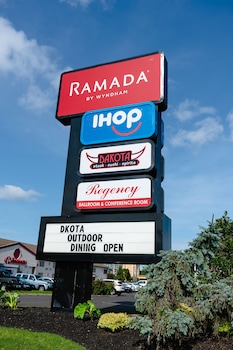 RAMADA
BY WYNDHAM
IHOP
DAKOTA
steak · sushi · spirits
Regency
BALLROOM & CONFERENCE ROOM
DKOTA
OUTDOOR
DINING OPEN